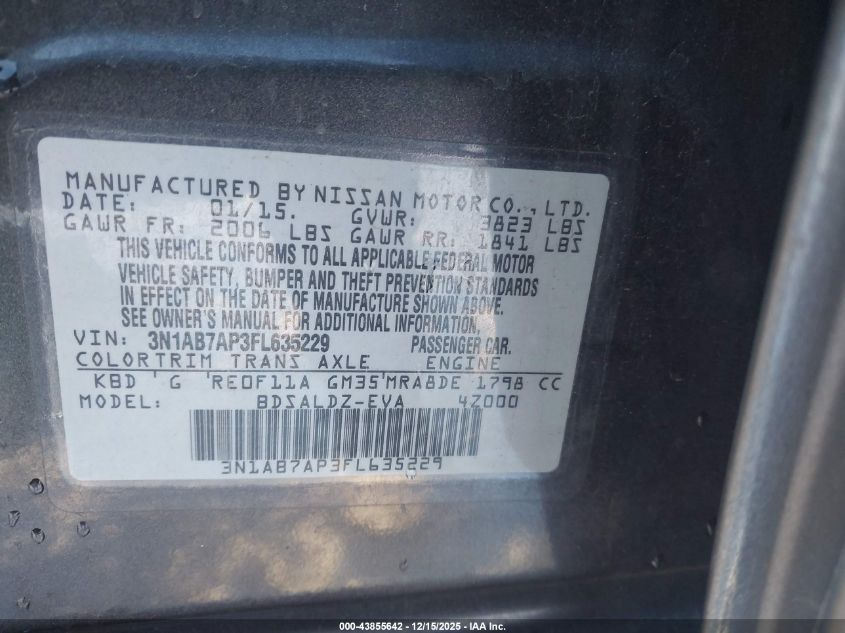 MANUFACTURED BY NISSAN MOTOR CO., LTD.
DATE: 01/15. GVWR: 3823 LBS
GAWR FR: 2006 LBS GAWR RR: 1841 LBS
THIS VEHICLE CONFORMS TO ALL APPLICABLE FEDERAL MOTOR
VEHICLE SAFETY, BUMPER AND THEFT PREVENTION STANDARDS
IN EFFECT ON THE DATE OF MANUFACTURE SHOWN ABOVE.
SEE OWNER'S MANUAL FOR ADDITIONAL INFORMATION.
VIN: 3N1AB7AP3FL635229 PASSENGER CAR.
COLOR TRIM TRANS AXLE ENGINE
KBD G RE0F11A GM35 MRA8DE 1798 CC
MODEL: BDSALDZ-EVA 4Z000
3N1AB7AP3FL635229
000-43855642 - 12/15/2025 - IAA Inc.